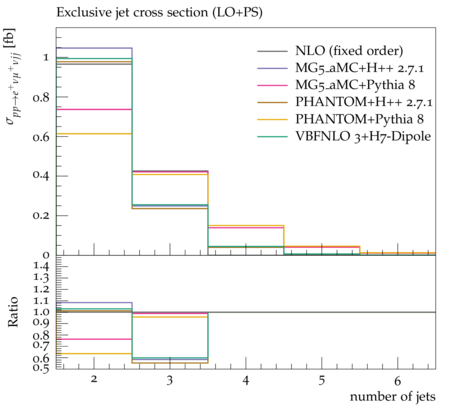 Exclusive jet cross section (LO+PS)
σ pp→e⁺νμ⁺νjj [fb]
1
0.8
0.6
0.4
0.2
0
NLO (fixed order)
MG5_aMC+H++ 2.7.1
MG5_aMC+Pythia 8
PHANTOM+H++ 2.7.1
PHANTOM+Pythia 8
VBFNLO 3+H7-Dipole
Ratio
1.4
1.3
1.2
1.1
1.0
0.9
0.8
0.7
0.6
0.5
2 3 4 5 6
number of jets